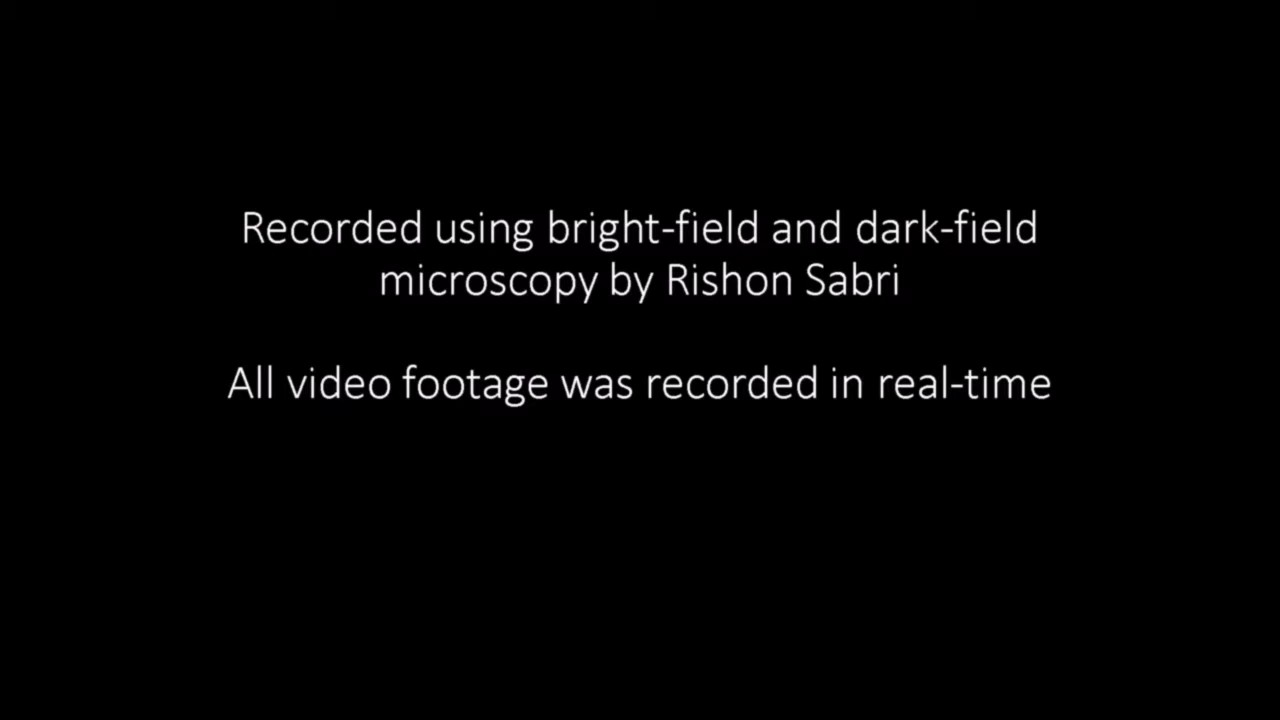 Recorded using bright-field and dark-field
microscopy by Rishon Sabri
All video footage was recorded in real-time